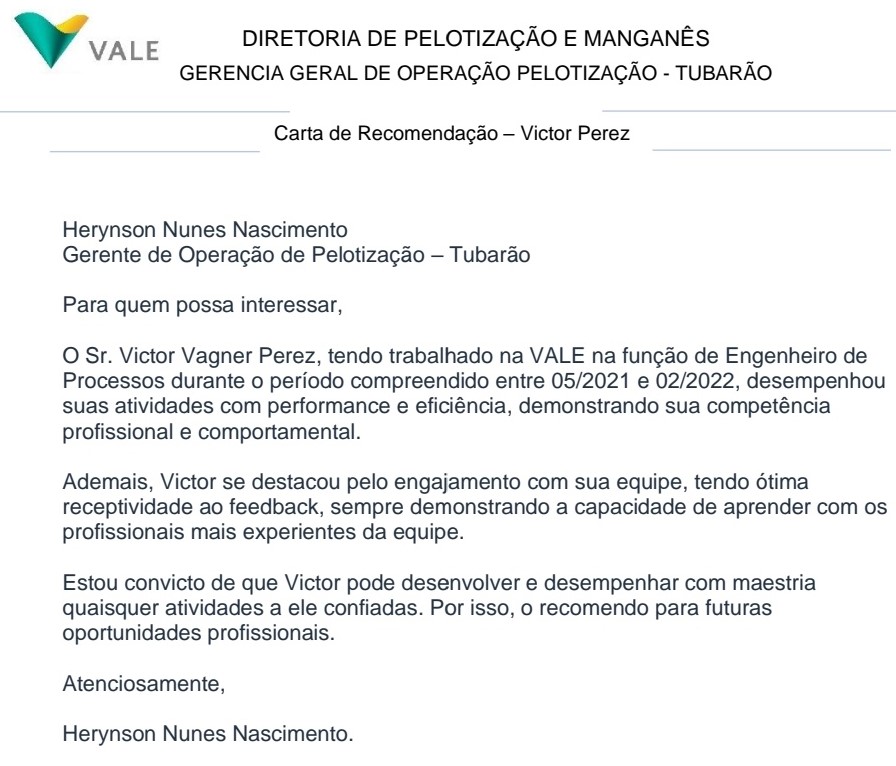 VALE
DIRETORIA DE PELOTIZAÇÃO E MANGANÊS
GERENCIA GERAL DE OPERAÇÃO PELOTIZAÇÃO - TUBARÃO
Carta de Recomendação – Victor Perez
Herynson Nunes Nascimento
Gerente de Operação de Pelotização – Tubarão
Para quem possa interessar,
O Sr. Victor Vagner Perez, tendo trabalhado na VALE na função de Engenheiro de
Processos durante o período compreendido entre 05/2021 e 02/2022, desempenhou
suas atividades com performance e eficiência, demonstrando sua competência
profissional e comportamental.
Ademais, Victor se destacou pelo engajamento com sua equipe, tendo ótima
receptividade ao feedback, sempre demonstrando a capacidade de aprender com os
profissionais mais experientes da equipe.
Estou convicto de que Victor pode desenvolver e desempenhar com maestria
quaisquer atividades a ele confiadas. Por isso, o recomendo para futuras
oportunidades profissionais.
Atenciosamente,
Herynson Nunes Nascimento.